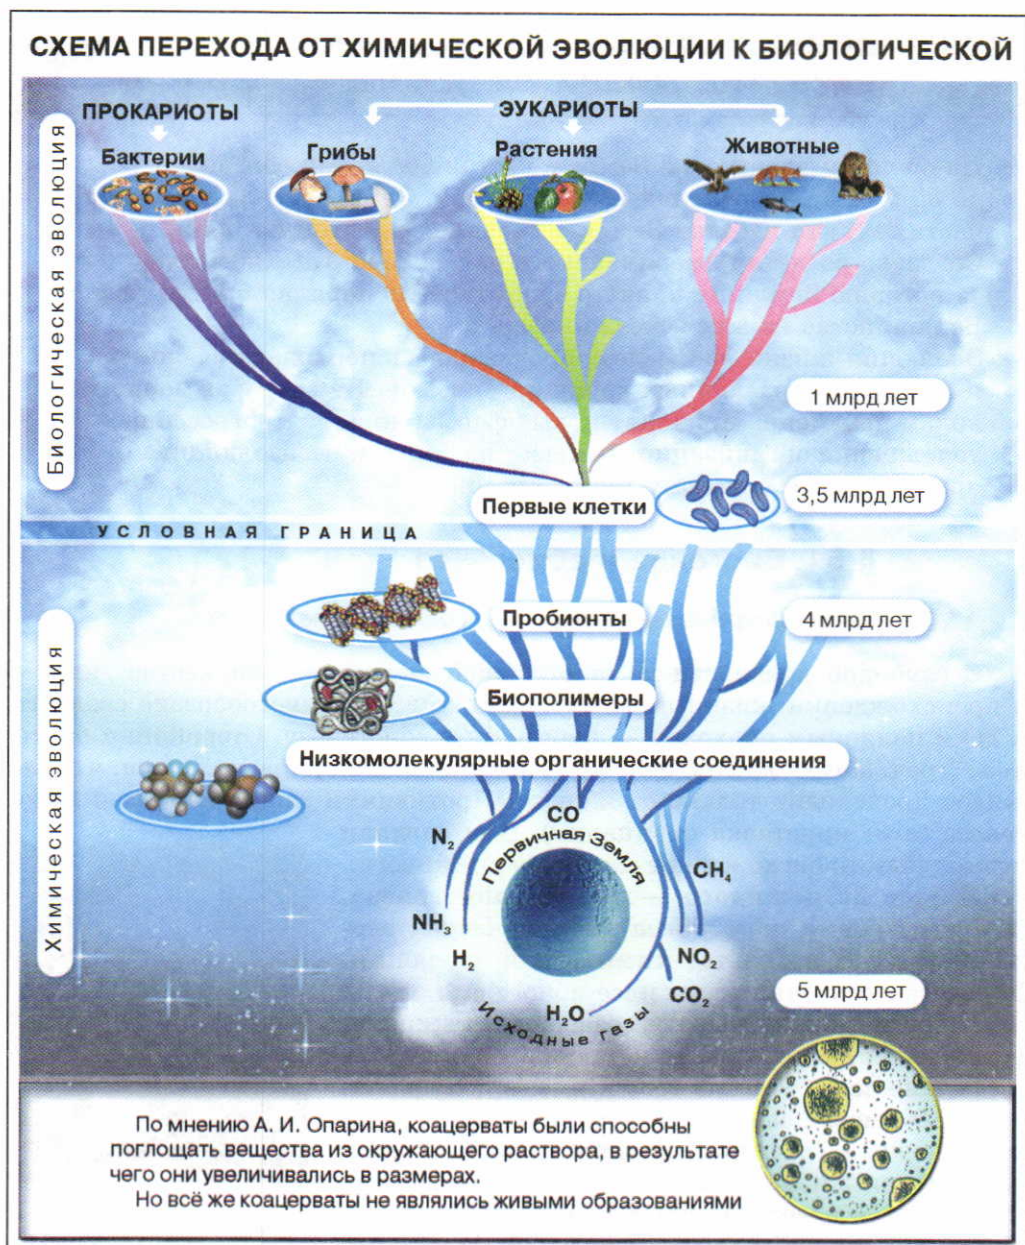 СХЕМА ПЕРЕХОДА ОТ ХИМИЧЕСКОЙ ЭВОЛЮЦИИ К БИОЛОГИЧЕСКОЙ
Биологическая эволюция
ПРОКАРИОТЫ
ЭУКАРИОТЫ
Бактерии
Грибы
Растения
Животные
1 млрд лет
Первые клетки
3,5 млрд лет
УСЛОВНАЯ ГРАНИЦА
Химическая эволюция
Пробионты
4 млрд лет
Биополимеры
Низкомолекулярные органические соединения
CO
N₂
Первичная Земля
CH₄
NH₃
H₂
NO₂
CO₂
H₂O
Исходные газы
5 млрд лет
По мнению А. И. Опарина, коацерваты были способны
поглощать вещества из окружающего раствора, в результате
чего они увеличивались в размерах.
Но всё же коацерваты не являлись живыми образованиями